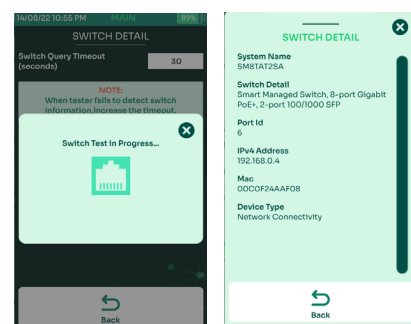 14/08/22 10:55 PM MAIN 89%
SWITCH DETAIL
Switch Query Timeout
(seconds)
30
NOTE:
When tester fails to detect switch
information,increase the timeout.
Switch Test in Progress...
Back
SWITCH DETAIL
System Name
SM8TAT2SA
Switch Detail
Smart Managed Switch, 8-port Gigabit
PoE+, 2-port 100/1000 SFP
Port Id
6
IPv4 Address
192.168.0.4
Mac
00C0F24AAF08
Device Type
Network Connectivity
Back